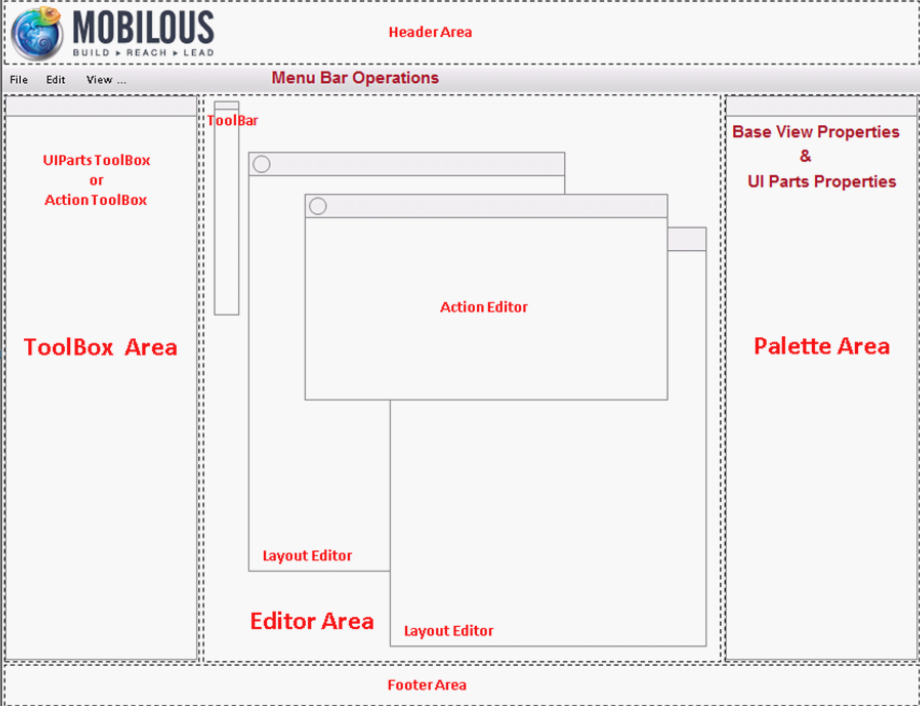 MOBILOUS
BUILD ▸ REACH ▸ LEAD
Header Area
File Edit View ...
Menu Bar Operations
ToolBar
UIParts ToolBox
or
Action ToolBox
ToolBox Area
Action Editor
Layout Editor
Editor Area
Layout Editor
Base View Properties
&
UI Parts Properties
Palette Area
Footer Area